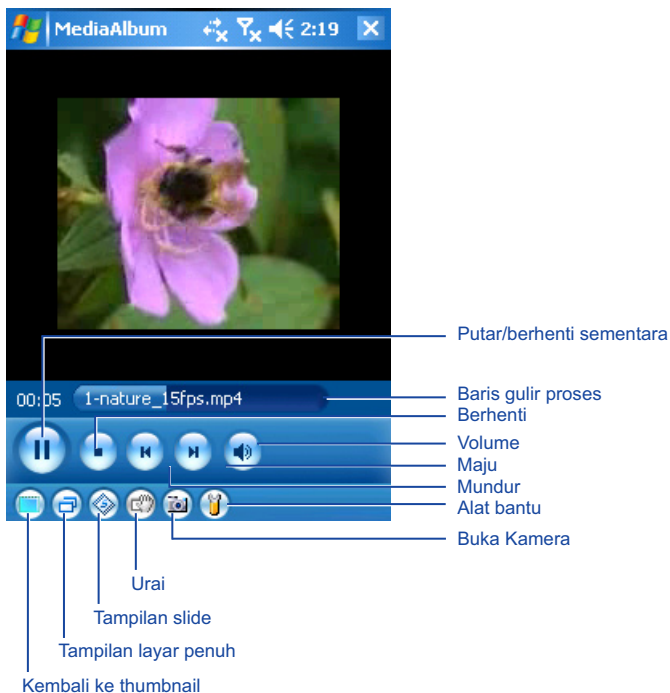 MediaAlbum 2:19
Putar/berhenti sementara
00:05 1-nature_15fps.mp4
Baris gulir proses
Berhenti
Volume
Maju
Mundur
Alat bantu
Buka Kamera
Urai
Tampilan slide
Tampilan layar penuh
Kembali ke thumbnail